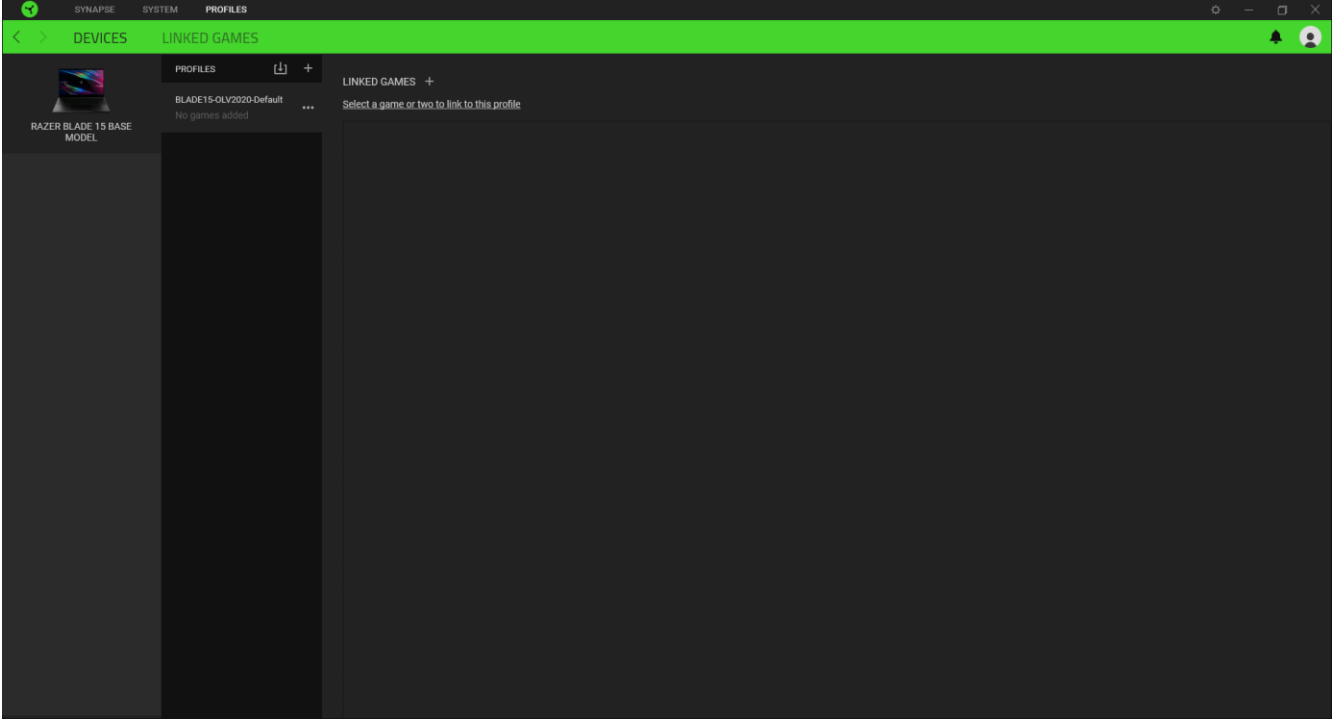 SYNAPSE SYSTEM PROFILES
DEVICES LINKED GAMES
RAZER BLADE 15 BASE
MODEL
PROFILES
BLADE15-OLV2020-Default
No games added
LINKED GAMES
Select a game or two to link to this profile